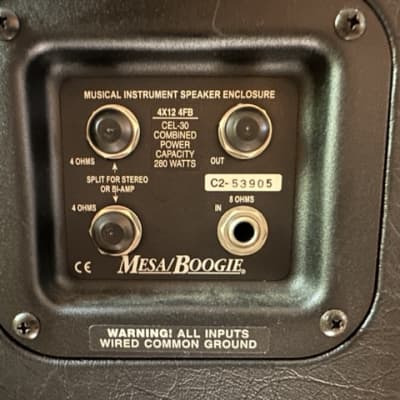 MUSICAL INSTRUMENT SPEAKER ENCLOSURE
4X12 4FB
CEL-30
COMBINED
POWER
CAPACITY
280 WATTS
4 OHMS
OUT
SPLIT FOR STEREO
OR BI-AMP
C2-53905
4 OHMS
8 OHMS
IN
CE
MESA/BOOGIE®
WARNING! ALL INPUTS
WIRED COMMON GROUND